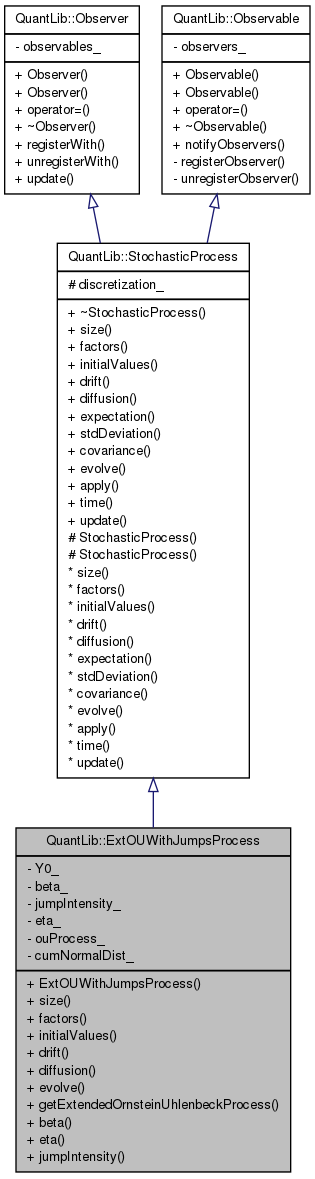 QuantLib::Observer
- observables_
+ Observer()
+ Observer()
+ operator=()
+ ~Observer()
+ registerWith()
+ unregisterWith()
+ update()
QuantLib::Observable
- observers_
+ Observable()
+ Observable()
+ operator=()
+ ~Observable()
+ notifyObservers()
- registerObserver()
- unregisterObserver()
QuantLib::StochasticProcess
# discretization_
+ ~StochasticProcess()
+ size()
+ factors()
+ initialValues()
+ drift()
+ diffusion()
+ expectation()
+ stdDeviation()
+ covariance()
+ evolve()
+ apply()
+ time()
+ update()
# StochasticProcess()
# StochasticProcess()
* size()
* factors()
* initialValues()
* drift()
* diffusion()
* expectation()
* stdDeviation()
* covariance()
* evolve()
* apply()
* time()
* update()
QuantLib::ExtOUWithJumpsProcess
- Y0_
- beta_
- jumpIntensity_
- eta_
- ouProcess_
- cumNormalDist_
+ ExtOUWithJumpsProcess()
+ size()
+ factors()
+ initialValues()
+ drift()
+ diffusion()
+ evolve()
+ getExtendedOrnsteinUhlenbeckProcess()
+ beta()
+ eta()
+ jumpIntensity()